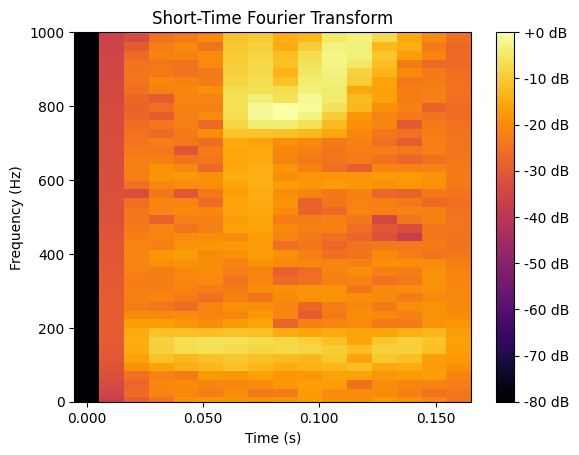 Short-Time Fourier Transform
Frequency (Hz)
1000
800
600
400
200
0
0.000
0.050
0.100
0.150
Time (s)
+0 dB
-10 dB
-20 dB
-30 dB
-40 dB
-50 dB
-60 dB
-70 dB
-80 dB